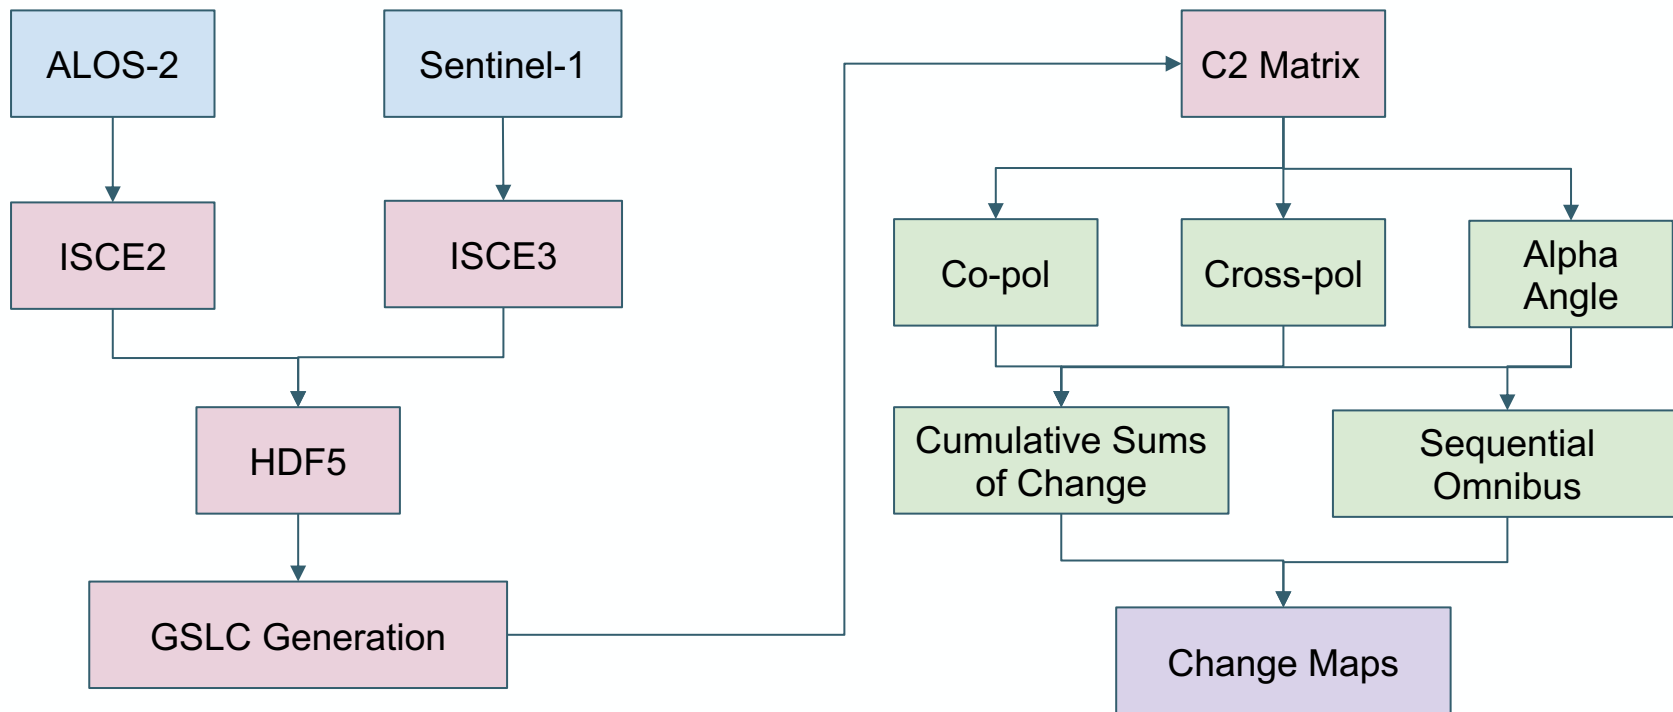 ALOS-2
Sentinel-1
ISCE2
ISCE3
HDF5
GSLC Generation
C2 Matrix
Co-pol
Cross-pol
Alpha
Angle
Cumulative Sums
of Change
Sequential
Omnibus
Change Maps